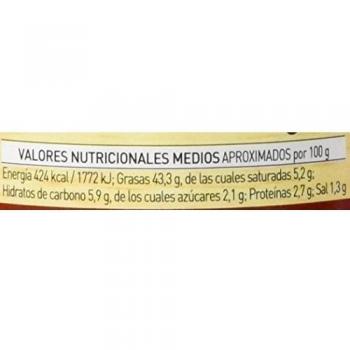 VALORES NUTRICIONALES MEDIOS APROXIMADOS por 100 g
Energía 424 kcal / 1772 kJ; Grasas 43,3 g, de las cuales saturadas 5,2 g;
Hidratos de carbono 5,9 g, de los cuales azúcares 2,1 g; Proteínas 2,7 g; Sal 1,3 g